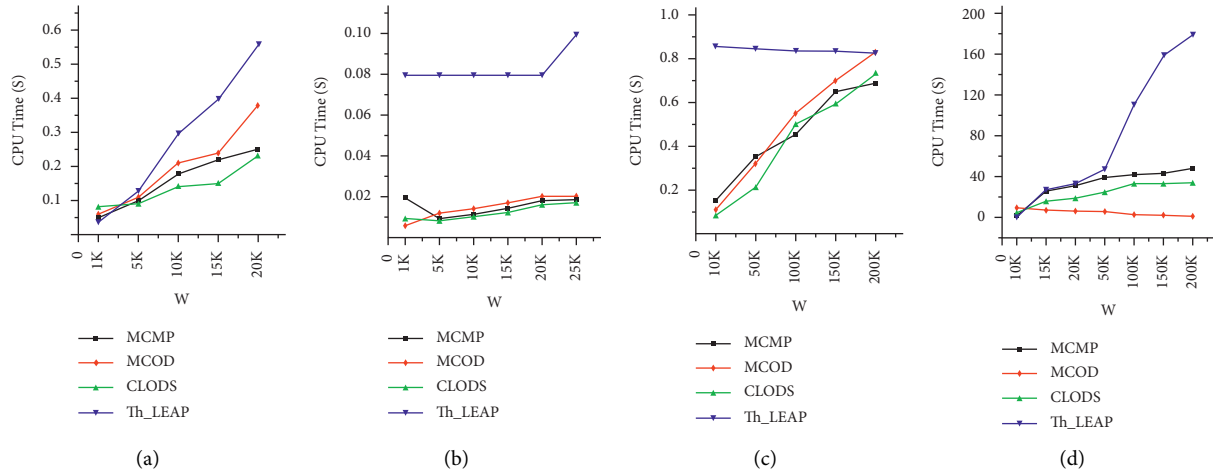 0.6
0.5
0.4
0.3
0.2
0.1
CPU Time (S)
0
1K
5K
10K
15K
20K
W
MCMP
MCOD
CLODS
Th_LEAP
(a)
0.10
0.08
0.06
0.04
0.02
CPU Time (S)
0
1K
5K
10K
15K
20K
25K
W
MCMP
MCOD
CLODS
Th_LEAP
(b)
1.0
0.8
0.6
0.4
0.2
CPU Time (S)
0
10K
50K
100K
150K
200K
W
MCMP
MCOD
CLODS
Th_LEAP
(c)
200
160
120
80
40
0
CPU Time (S)
0
10K
15K
20K
50K
100K
150K
200K
W
MCMP
MCOD
CLODS
Th_LEAP
(d)